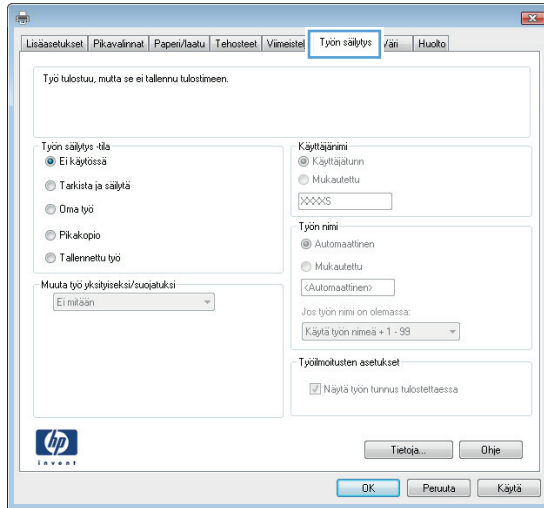 Lisäasetukset Pikavalinnat Paperi/laatu Tehosteet Viimeistel Työn säilytys Väri Huolto
Työ tulostuu, mutta se ei tallennu tulostimeen.
Työn säilytys -tila
Ei käytössä
Tarkista ja säilytä
Oma työ
Pikakopio
Tallennettu työ
Muuta työ yksityiseksi/suojatuksi
Ei mitään
Käyttäjänimi
Käyttäjätunn
Mukautettu
XXXXS
Työn nimi
Automaattinen
Mukautettu
<Automaattinen>
Jos työn nimi on olemassa:
Käytä työn nimeä + 1 - 99
Työilmoitusten asetukset
Näytä työn tunnus tulostettaessa
hp
invent
Tietoja... Ohje
OK Peruuta Käytä